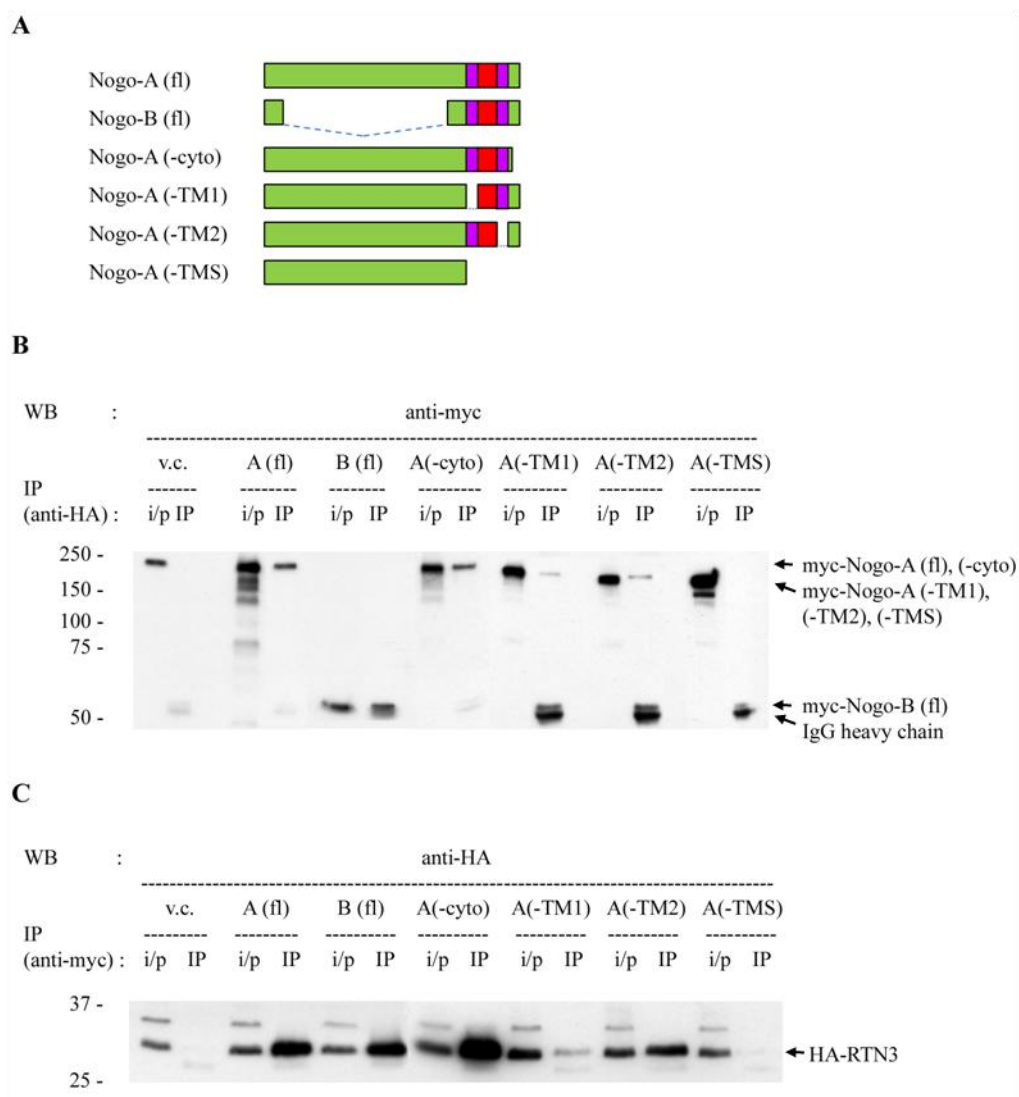 A
Nogo-A (fl)
Nogo-B (fl)
Nogo-A (-cyto)
Nogo-A (-TM1)
Nogo-A (-TM2)
Nogo-A (-TMS)
B
WB : anti-myc
v.c. A (fl) B (fl) A(-cyto) A(-TM1) A(-TM2) A(-TMS)
IP
(anti-HA) : i/p IP i/p IP i/p IP i/p IP i/p IP i/p IP i/p IP
250 -
150 -
100 -
75 -
50 -
myc-Nogo-A (fl), (-cyto)
myc-Nogo-A (-TM1),
(-TM2), (-TMS)
myc-Nogo-B (fl)
IgG heavy chain
C
WB : anti-HA
v.c. A (fl) B (fl) A(-cyto) A(-TM1) A(-TM2) A(-TMS)
IP
(anti-myc) : i/p IP i/p IP i/p IP i/p IP i/p IP i/p IP i/p IP
37 -
25 -
HA-RTN3